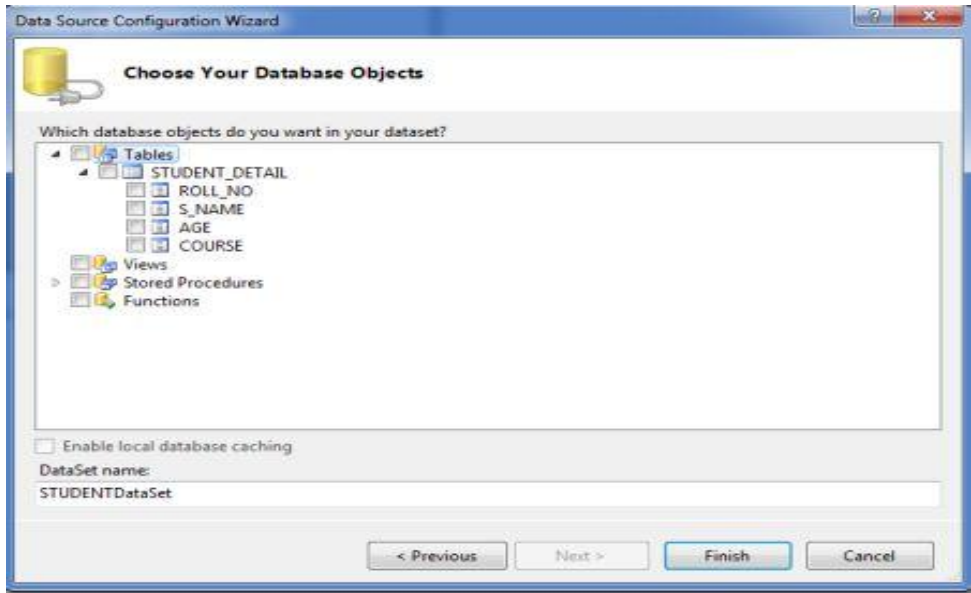 Data Source Configuration Wizard
Choose Your Database Objects
Which database objects do you want in your dataset?
Tables
STUDENT_DETAIL
ROLL_NO
S_NAME
AGE
COURSE
Views
Stored Procedures
Functions
Enable local database caching
DataSet name:
STUDENTDataSet
< Previous Next > Finish Cancel